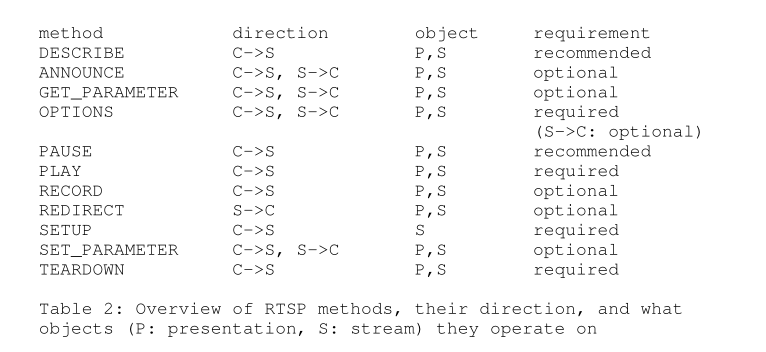 method direction object requirement
DESCRIBE C->S P,S recommended
ANNOUNCE C->S, S->C P,S optional
GET_PARAMETER C->S, S->C P,S optional
OPTIONS C->S, S->C P,S required
(S->C: optional)
PAUSE C->S P,S recommended
PLAY C->S P,S required
RECORD C->S P,S optional
REDIRECT S->C P,S optional
SETUP C->S S required
SET_PARAMETER C->S, S->C P,S optional
TEARDOWN C->S P,S required
Table 2: Overview of RTSP methods, their direction, and what
objects (P: presentation, S: stream) they operate on